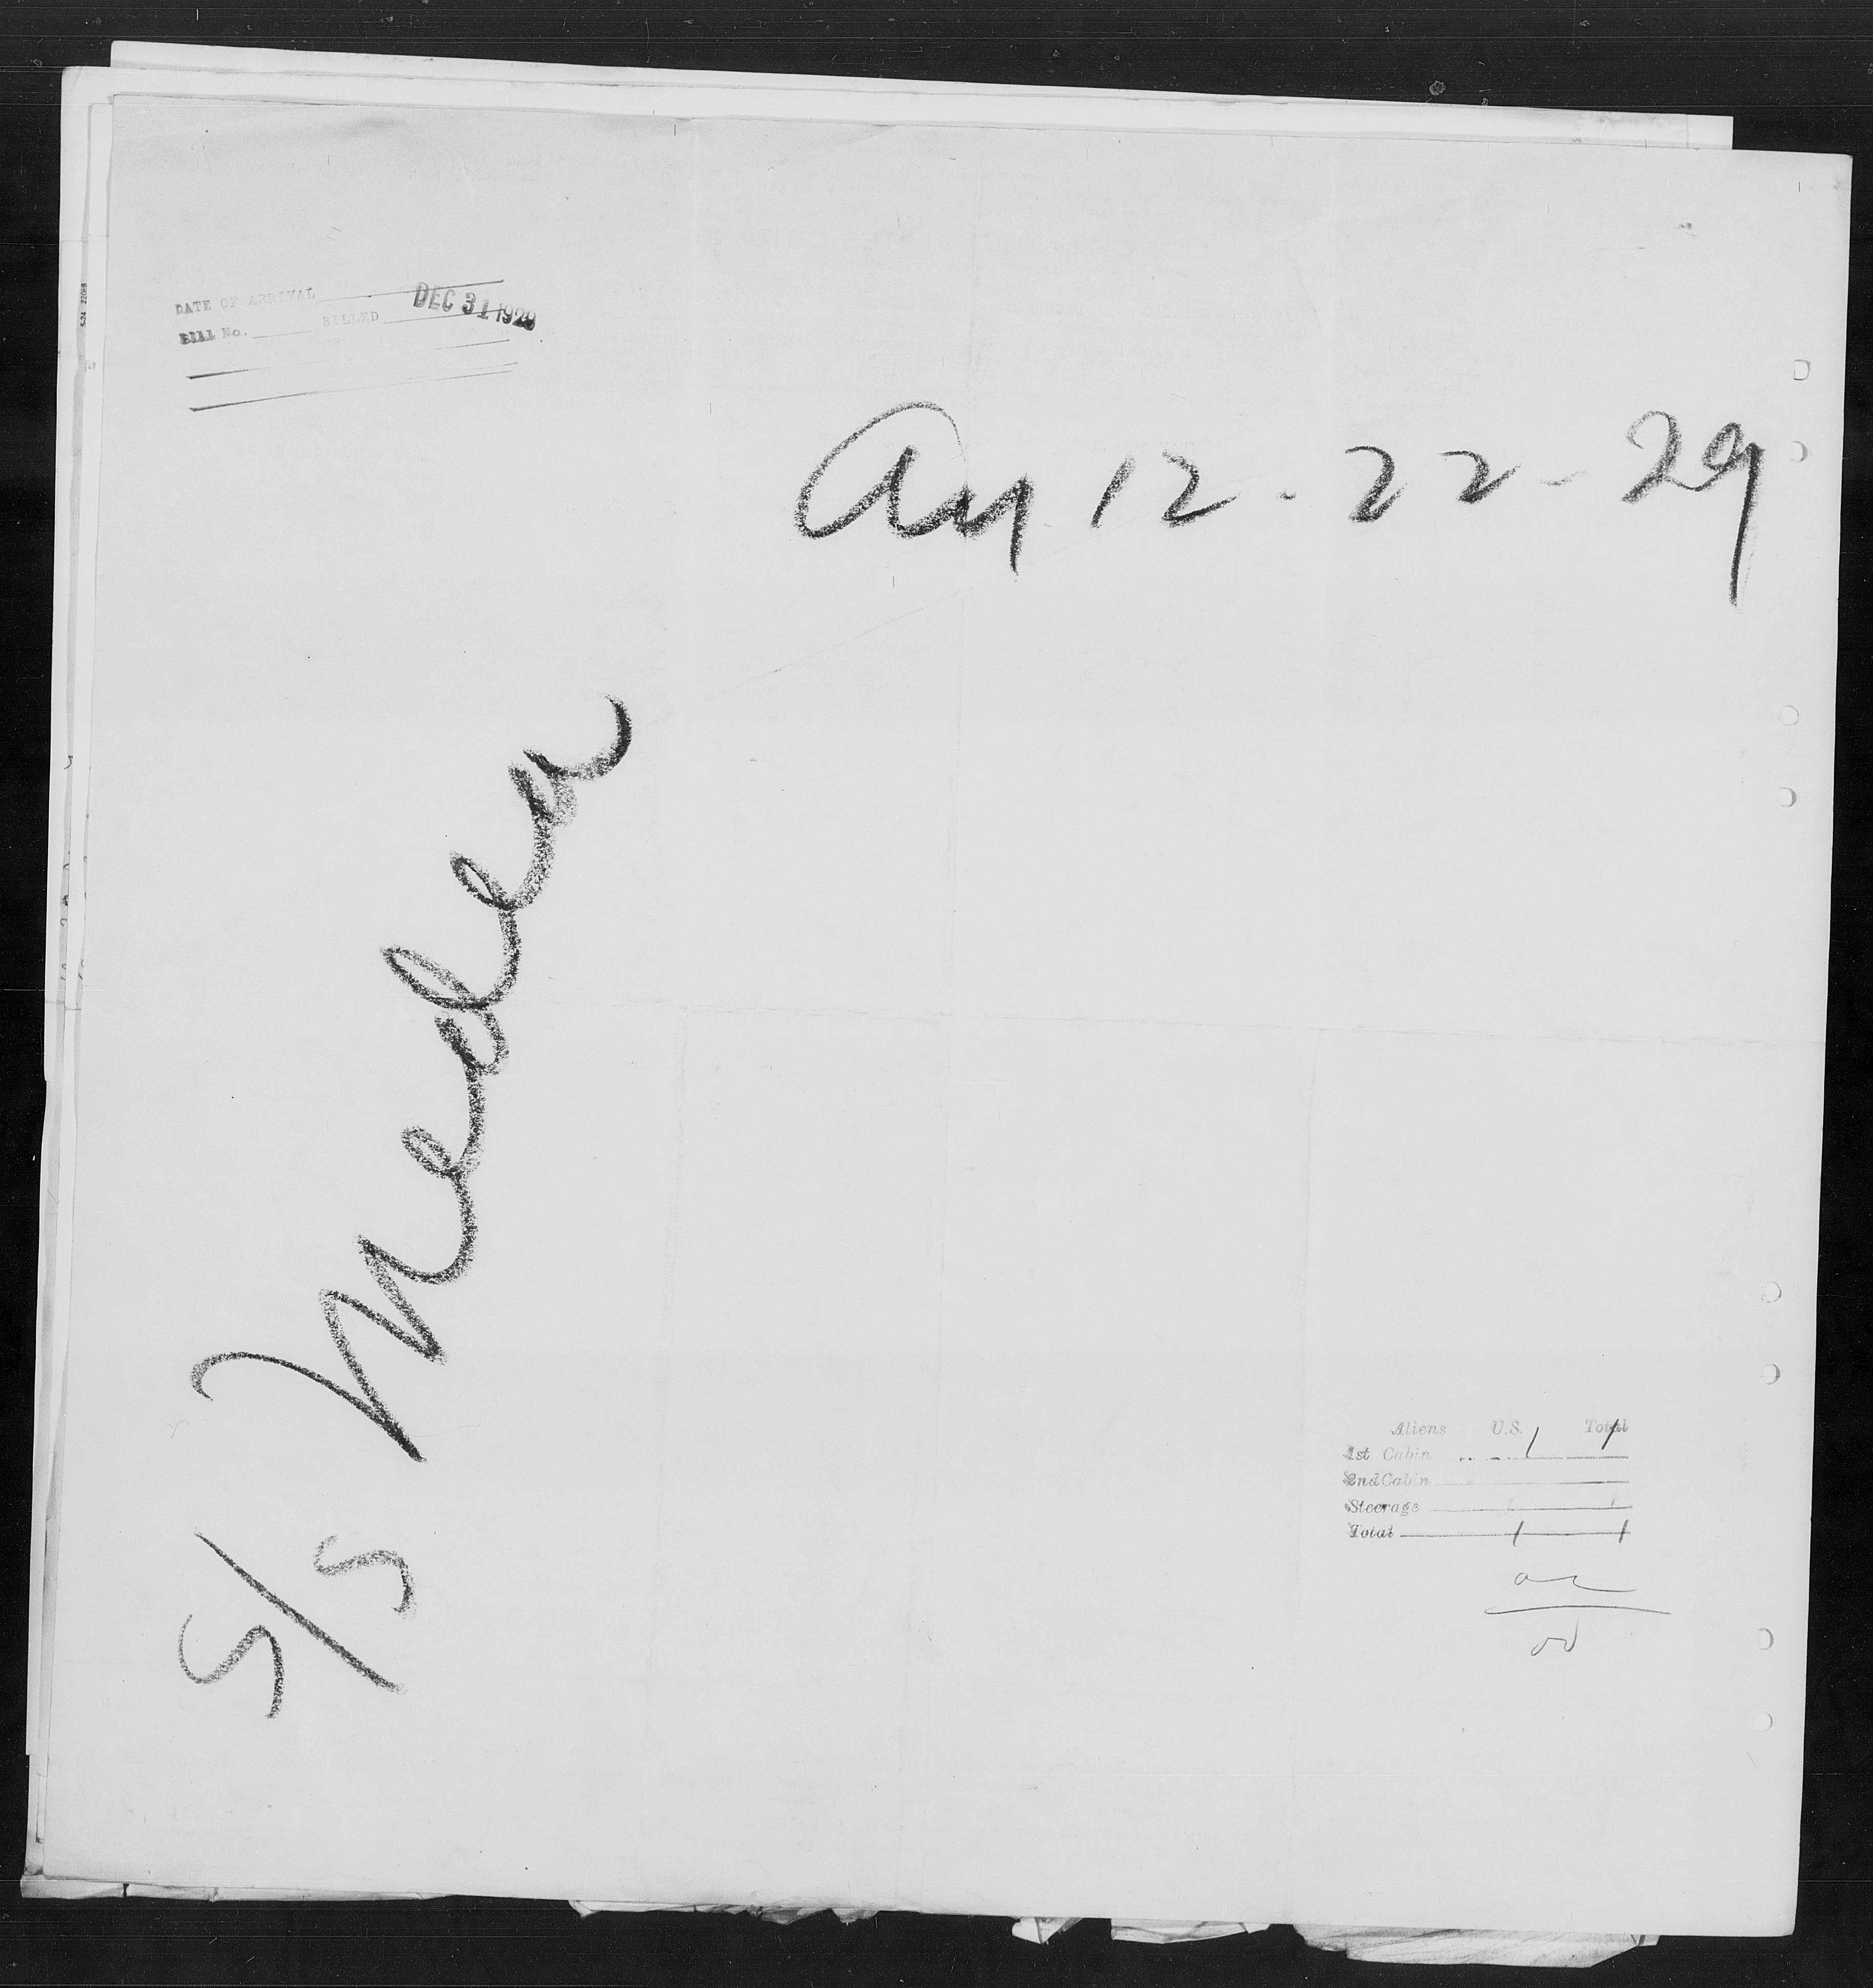 DATE OF ARRIVAL
BILL No. BILLED DEC 31 1929
Arr 12 - 22 - 29
S/S Medea
Aliens U.S. Total
1st Cabin 1 1
2nd Cabin
Steerage
Total 1 1